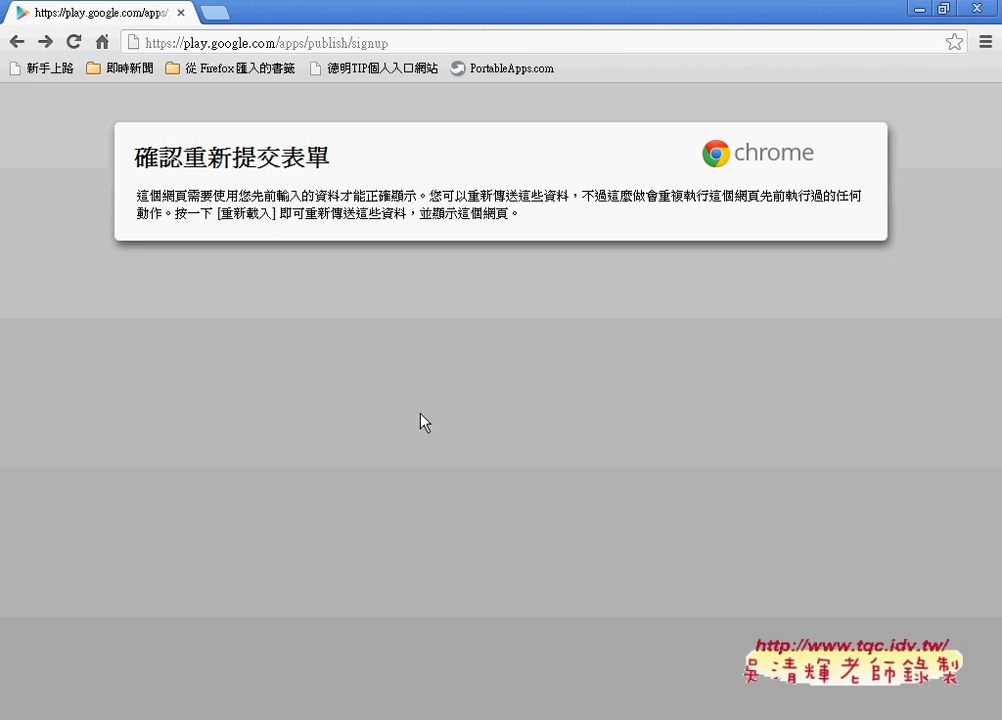 https://play.google.com/apps/
https://play.google.com/apps/publish/signup
新手上路 即時新聞 從 Firefox 匯入的書籤 德明TIP個人入口網站 PortableApps.com
確認重新提交表單
chrome
這個網頁需要使用您先前輸入的資料才能正確顯示。您可以重新傳送這些資料，不過這麼做會重複執行這個網頁先前執行過的任何
動作。按一下 [重新載入] 即可重新傳送這些資料，並顯示這個網頁。
http://www.tqc.idv.tw/
吳清輝老師錄製